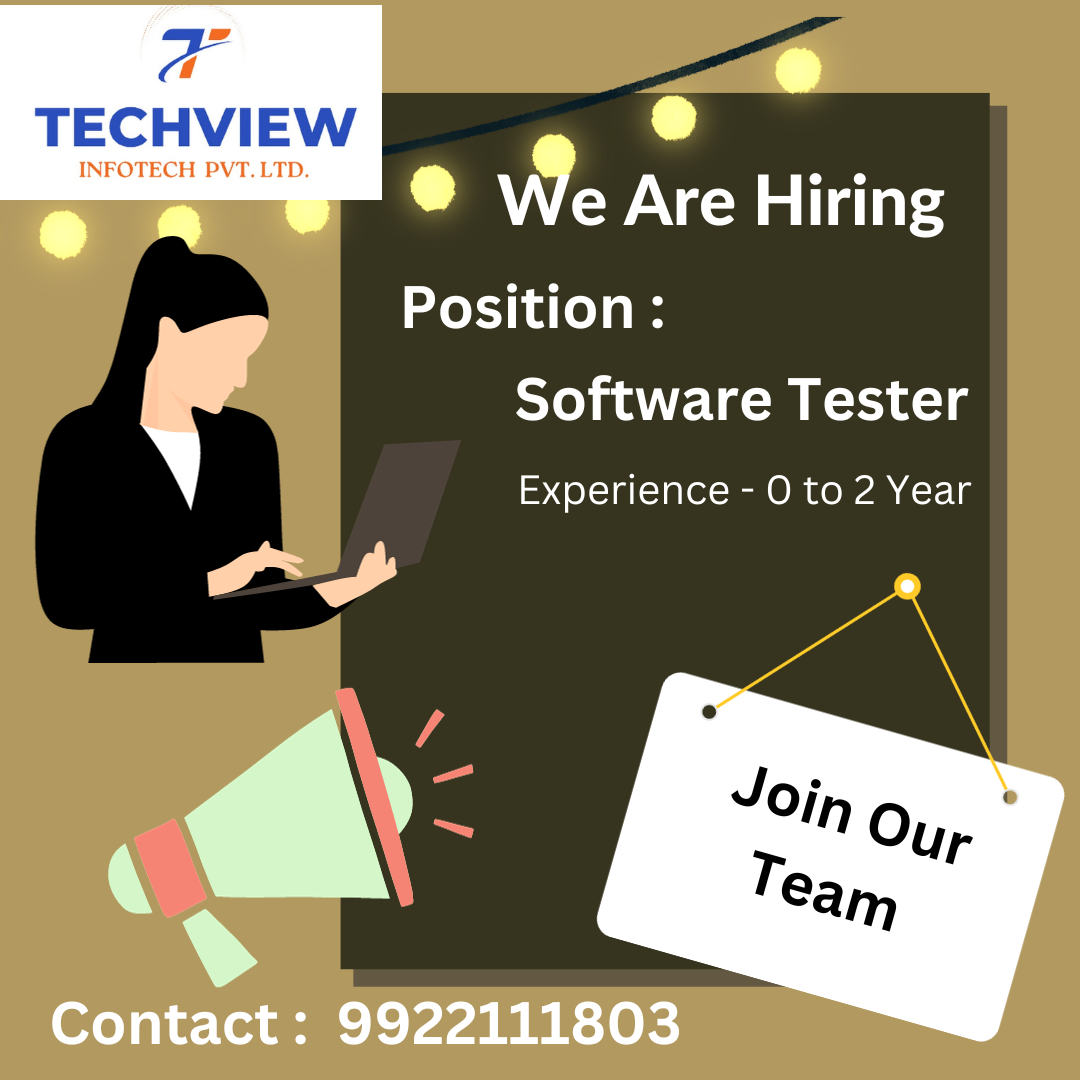 TECHVIEW
INFOTECH PVT. LTD.
We Are Hiring
Position :
Software Tester
Experience - 0 to 2 Year
Join Our
Team
Contact : 9922111803